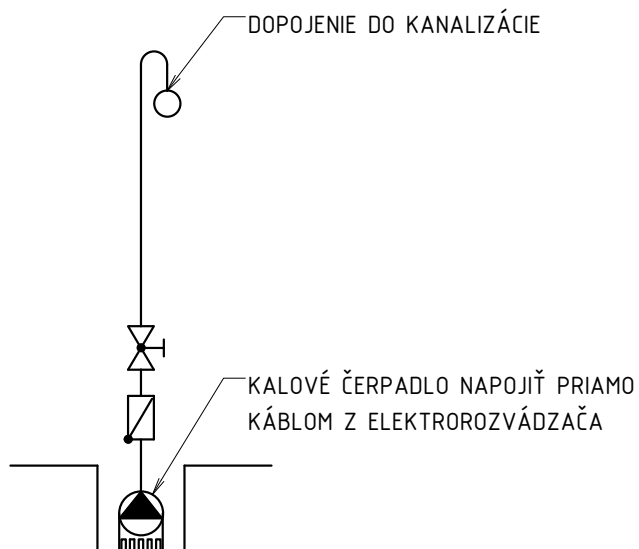 DOPOJENIE DO KANALIZÁCIE
KALOVÉ ČERPADLO NAPOJIŤ PRIAMO
KÁBLOM Z ELEKTROROZVÁDZAČA